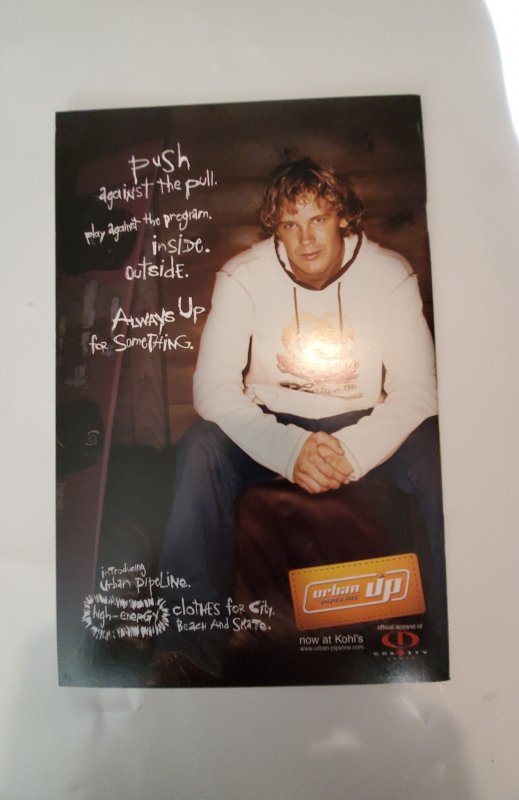 push
against the pull.
play against the program.
inSiDe.
outSiDe.
ALWAYS UP
for SomeTHiNG.
inTRoDucing
Urban PipeLiNe.
high-eneRGY
cloTHeS foR CiTy,
BeacH AnD SKaTe.
urban
PIPELINE
UP
now at Kohl's
www.urban-pipeline.com
official apparel of
GRAVITY
GAMES